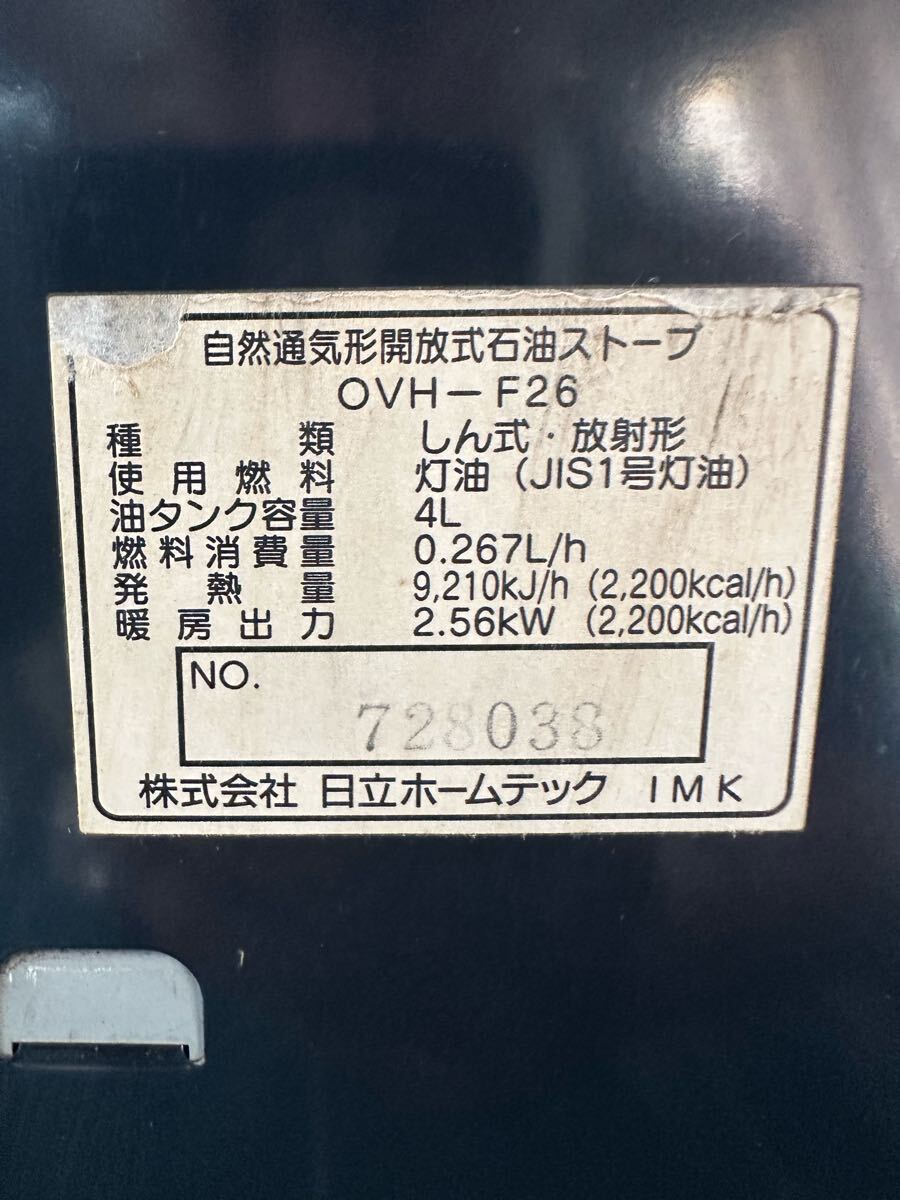 自然通気形開放式石油ストーブ
OVH-F26
種類 しん式・放射形
使用燃料 灯油(JIS1号灯油)
油タンク容量 4L
燃料消費量 0.267L/h
発熱量 9,210kJ/h (2,200kcal/h)
暖房出力 2.56kW (2,200kcal/h)
NO.
728038
株式会社 日立ホームテック IMK